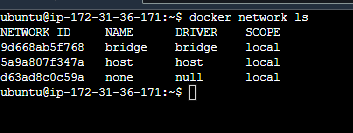 ubuntu@ip-172-31-36-171:~$ docker network ls
NETWORK ID     NAME      DRIVER    SCOPE
9d668ab5f768   bridge    bridge    local
5a9a807f347a   host      host      local
d63ad8c0c59a   none      null      local
ubuntu@ip-172-31-36-171:~$